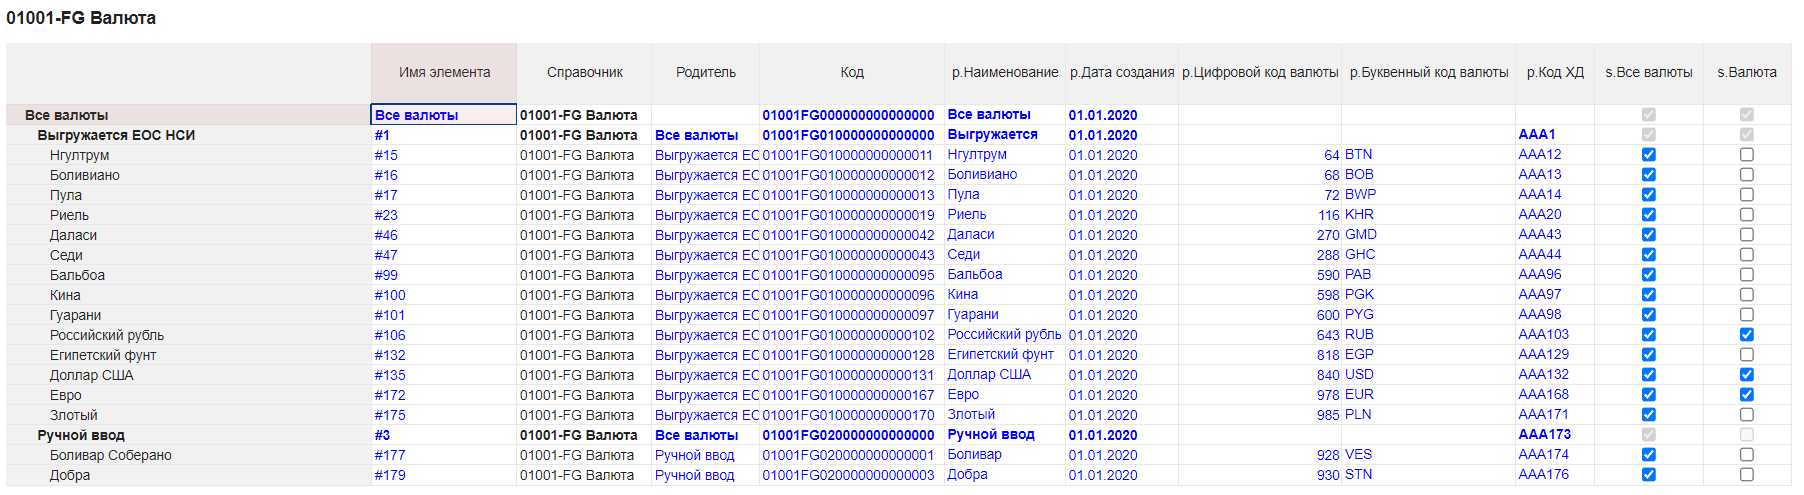 01001-FG Валюта
Имя элемента Справочник Родитель Код p.Наименование p.Дата создания p.Цифровой код валюты p.Буквенный код валюты p.Код ХД s.Все валюты s.Валюта
Все валюты Все валюты 01001-FG Валюта 01001FG000000000000000 Все валюты 01.01.2020
Выгружается ЕОС НСИ #1 01001-FG Валюта Все валюты 01001FG010000000000000 Выгружается 01.01.2020 AAA1
Нгултрум #15 01001-FG Валюта Выгружается ЕС 01001FG010000000000011 Нгултрум 01.01.2020 64 BTN AAA12
Боливиано #16 01001-FG Валюта Выгружается ЕС 01001FG010000000000012 Боливиано 01.01.2020 68 BOB AAA13
Пула #17 01001-FG Валюта Выгружается ЕС 01001FG010000000000013 Пула 01.01.2020 72 BWP AAA14
Риель #23 01001-FG Валюта Выгружается ЕС 01001FG010000000000019 Риель 01.01.2020 116 KHR AAA20
Даласи #46 01001-FG Валюта Выгружается ЕС 01001FG010000000000042 Даласи 01.01.2020 270 GMD AAA43
Седи #47 01001-FG Валюта Выгружается ЕС 01001FG010000000000043 Седи 01.01.2020 288 GHC AAA44
Бальбоа #99 01001-FG Валюта Выгружается ЕС 01001FG010000000000095 Бальбоа 01.01.2020 590 PAB AAA96
Кина #100 01001-FG Валюта Выгружается ЕС 01001FG010000000000096 Кина 01.01.2020 598 PGK AAA97
Гуарани #101 01001-FG Валюта Выгружается ЕС 01001FG010000000000097 Гуарани 01.01.2020 600 PYG AAA98
Российский рубль #106 01001-FG Валюта Выгружается ЕС 01001FG010000000000102 Российский рубль 01.01.2020 643 RUB AAA103
Египетский фунт #132 01001-FG Валюта Выгружается ЕС 01001FG010000000000128 Египетский фунт 01.01.2020 818 EGP AAA129
Доллар США #135 01001-FG Валюта Выгружается ЕС 01001FG010000000000131 Доллар США 01.01.2020 840 USD AAA132
Евро #172 01001-FG Валюта Выгружается ЕС 01001FG010000000000167 Евро 01.01.2020 978 EUR AAA168
Злотый #175 01001-FG Валюта Выгружается ЕС 01001FG010000000000170 Злотый 01.01.2020 985 PLN AAA171
Ручной ввод #3 01001-FG Валюта Все валюты 01001FG020000000000000 Ручной ввод 01.01.2020 AAA173
Боливар Соберано #177 01001-FG Валюта Ручной ввод 01001FG020000000000001 Боливар 01.01.2020 928 VES AAA174
Добра #179 01001-FG Валюта Ручной ввод 01001FG020000000000003 Добра 01.01.2020 930 STN AAA176